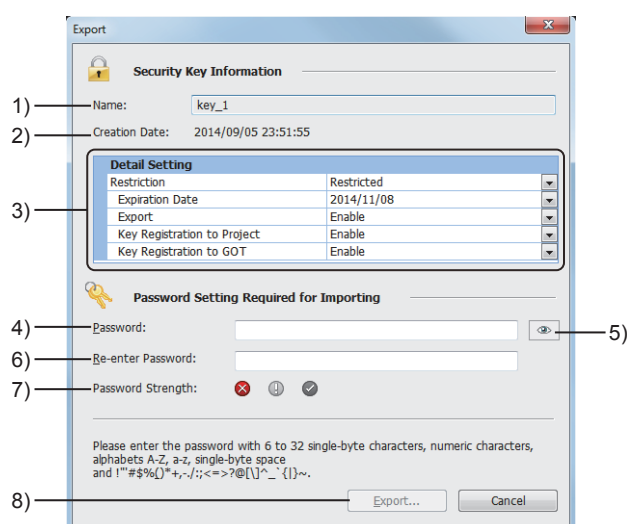 Export
Security Key Information
1) Name: key_1
2) Creation Date: 2014/09/05 23:51:55
3)
Detail Setting
Restriction Restricted
Expiration Date 2014/11/08
Export Enable
Key Registration to Project Enable
Key Registration to GOT Enable
Password Setting Required for Importing
4) Password: 5)
6) Re-enter Password:
7) Password Strength:
Please enter the password with 6 to 32 single-byte characters, numeric characters,
alphabets A-Z, a-z, single-byte space
and !"'#$%()*+,-./:;<=>?@[\]^_`{|}~.
8) Export... Cancel